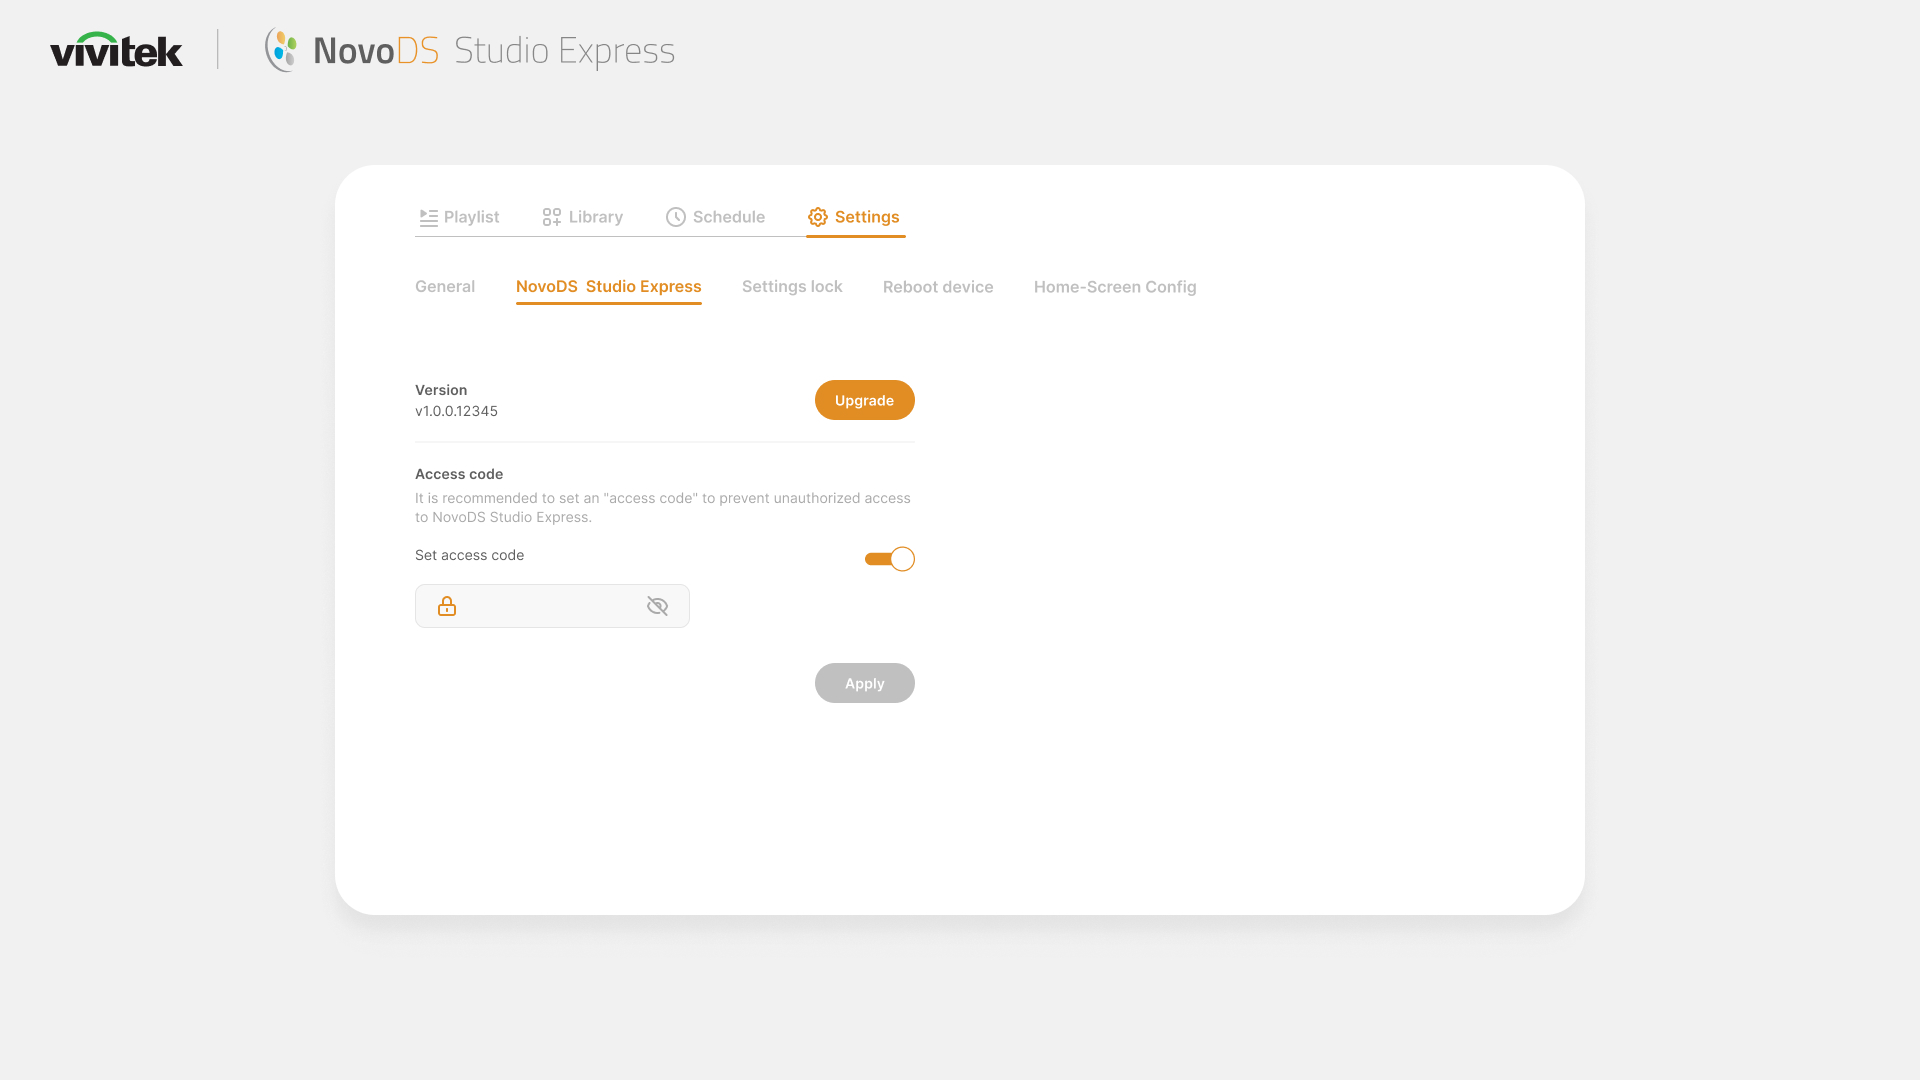 vivitek
NovoDS Studio Express
Playlist
Library
Schedule
Settings
General
NovoDS Studio Express
Settings lock
Reboot device
Home-Screen Config
Version
v1.0.0.12345
Upgrade
Access code
It is recommended to set an "access code" to prevent unauthorized access
to NovoDS Studio Express.
Set access code
Apply